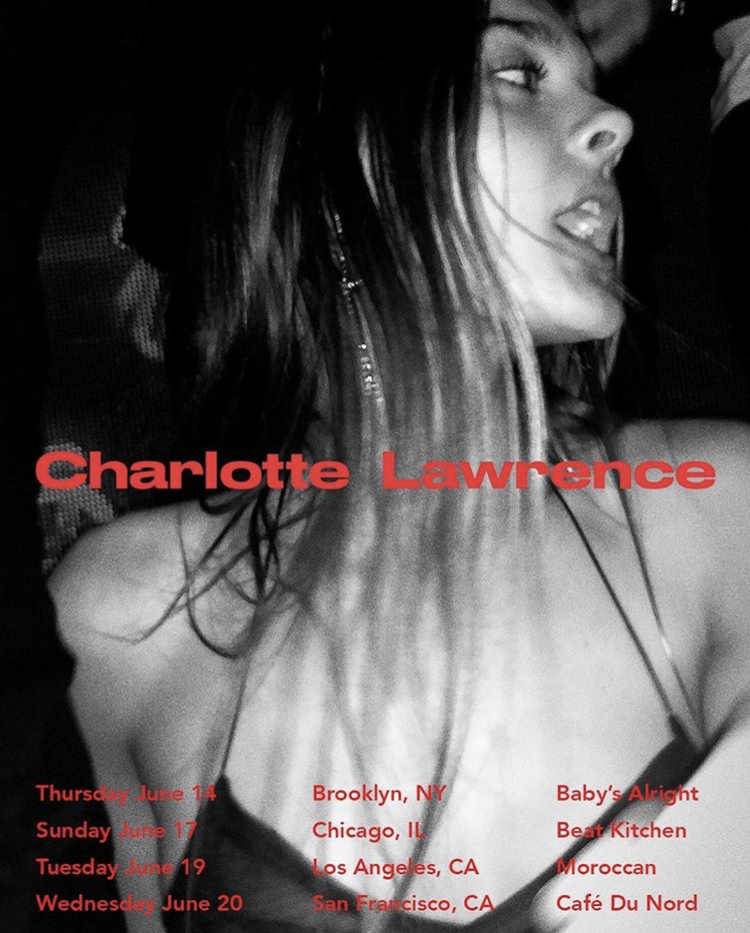 Charlotte Lawrence
Thursday June 14 Brooklyn, NY Baby's Alright
Sunday June 17 Chicago, IL Beat Kitchen
Tuesday June 19 Los Angeles, CA Moroccan
Wednesday June 20 San Francisco, CA Café Du Nord